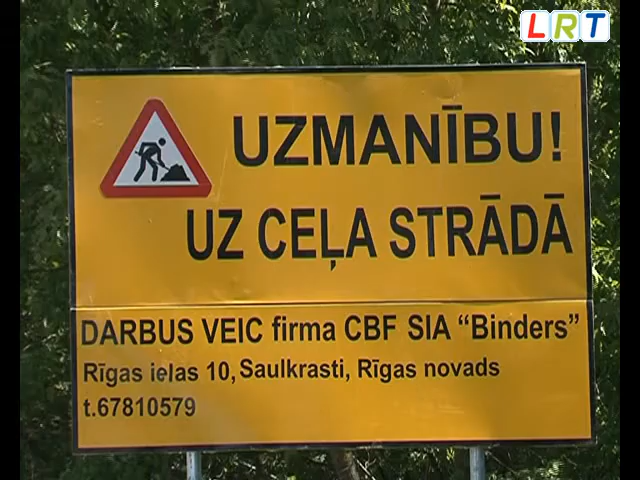 LRT
UZMANĪBU!
UZ CEĻA STRĀDĀ
DARBUS VEIC firma CBF SIA “Binders”
Rīgas ielas 10, Saulkrasti, Rīgas novads
t.67810579